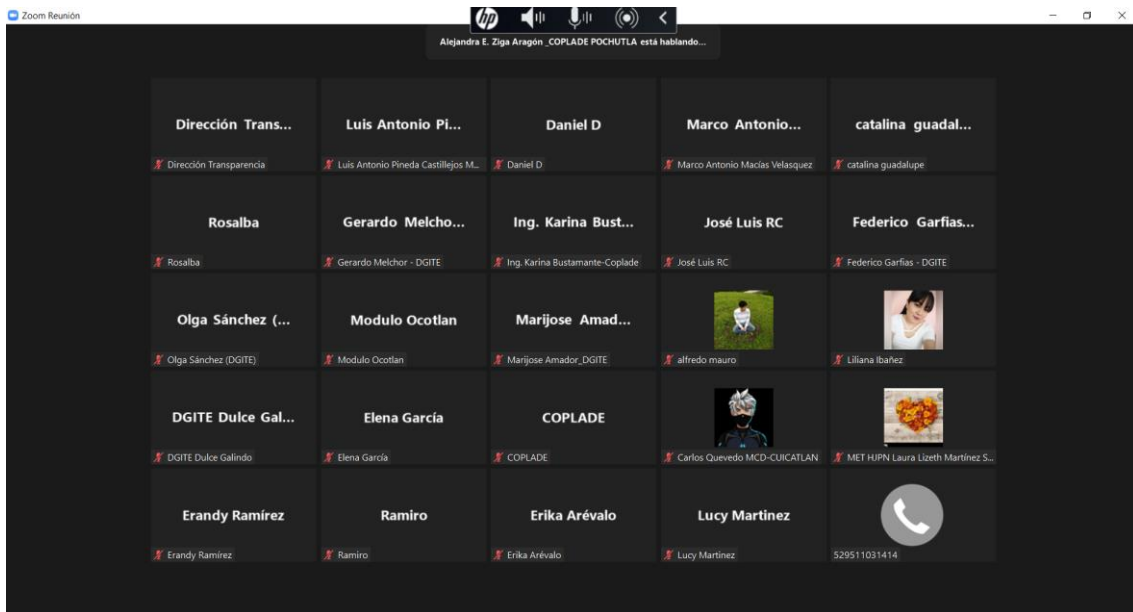 Zoom Reunión
hp
Alejandra E. Ziga Aragón _COPLADE POCHUTLA está hablando...
Dirección Trans...
Luis Antonio Pi...
Daniel D
Marco Antonio...
catalina guadal...
Dirección Transparencia
Luis Antonio Pineda Castillejos M...
Daniel D
Marco Antonio Macías Velasquez
catalina guadalupe
Rosalba
Gerardo Melcho...
Ing. Karina Bust...
José Luis RC
Federico Garfias...
Rosalba
Gerardo Melchor - DGITE
Ing. Karina Bustamante-Coplade
José Luis RC
Federico Garfias - DGITE
Olga Sánchez (...
Modulo Ocotlan
Marijose Amad...
Olga Sánchez (DGITE)
Modulo Ocotlan
Marijose Amador_DGITE
alfredo mauro
Liliana Ibañez
DGITE Dulce Gal...
Elena García
COPLADE
DGITE Dulce Galindo
Elena García
COPLADE
Carlos Quevedo MCD-CUICATLAN
MET HJPN Laura Lizeth Martínez S...
Erandy Ramírez
Ramiro
Erika Arévalo
Lucy Martinez
Erandy Ramírez
Ramiro
Erika Arévalo
Lucy Martinez
529511031414